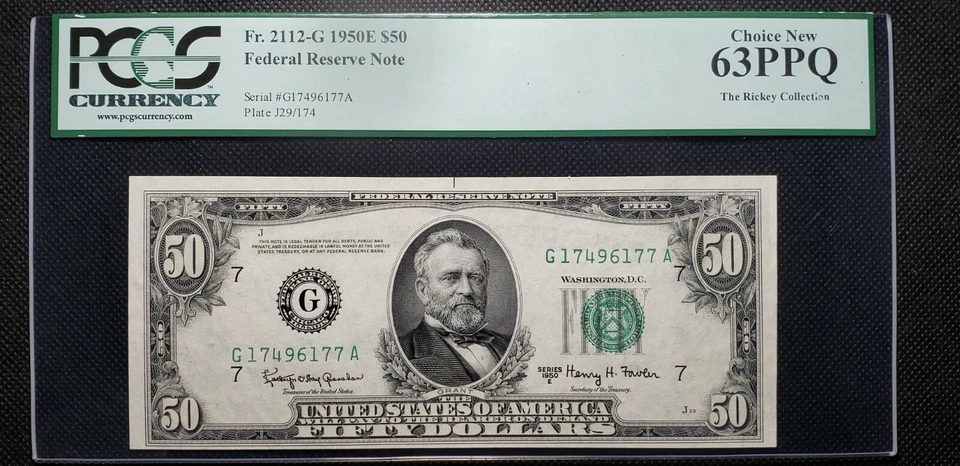 PCGS
CURRENCY
www.pcgscurrency.com
Fr. 2112-G 1950E $50
Federal Reserve Note
Serial #G17496177A
Plate J29/174
Choice New
63PPQ
The Rickey Collection
FEDERAL RESERVE NOTE
FIFTY
FIFTY
50
50
J
THIS NOTE IS LEGAL TENDER FOR ALL DEBTS, PUBLIC AND
PRIVATE, AND IS REDEEMABLE IN LAWFUL MONEY AT THE UNITED
STATES TREASURY, OR AT ANY FEDERAL RESERVE BANK.
G17496177A
7
7
WASHINGTON, D.C.
G
G17496177A
7
Treasurer of the United States.
SERIES
1950
E
Henry H. Fowler
Secretary of the Treasury.
7
GRANT
THE
UNITED STATES OF AMERICA
WILL PAY TO THE BEARER ON DEMAND
FIFTY DOLLARS
50
50
J29